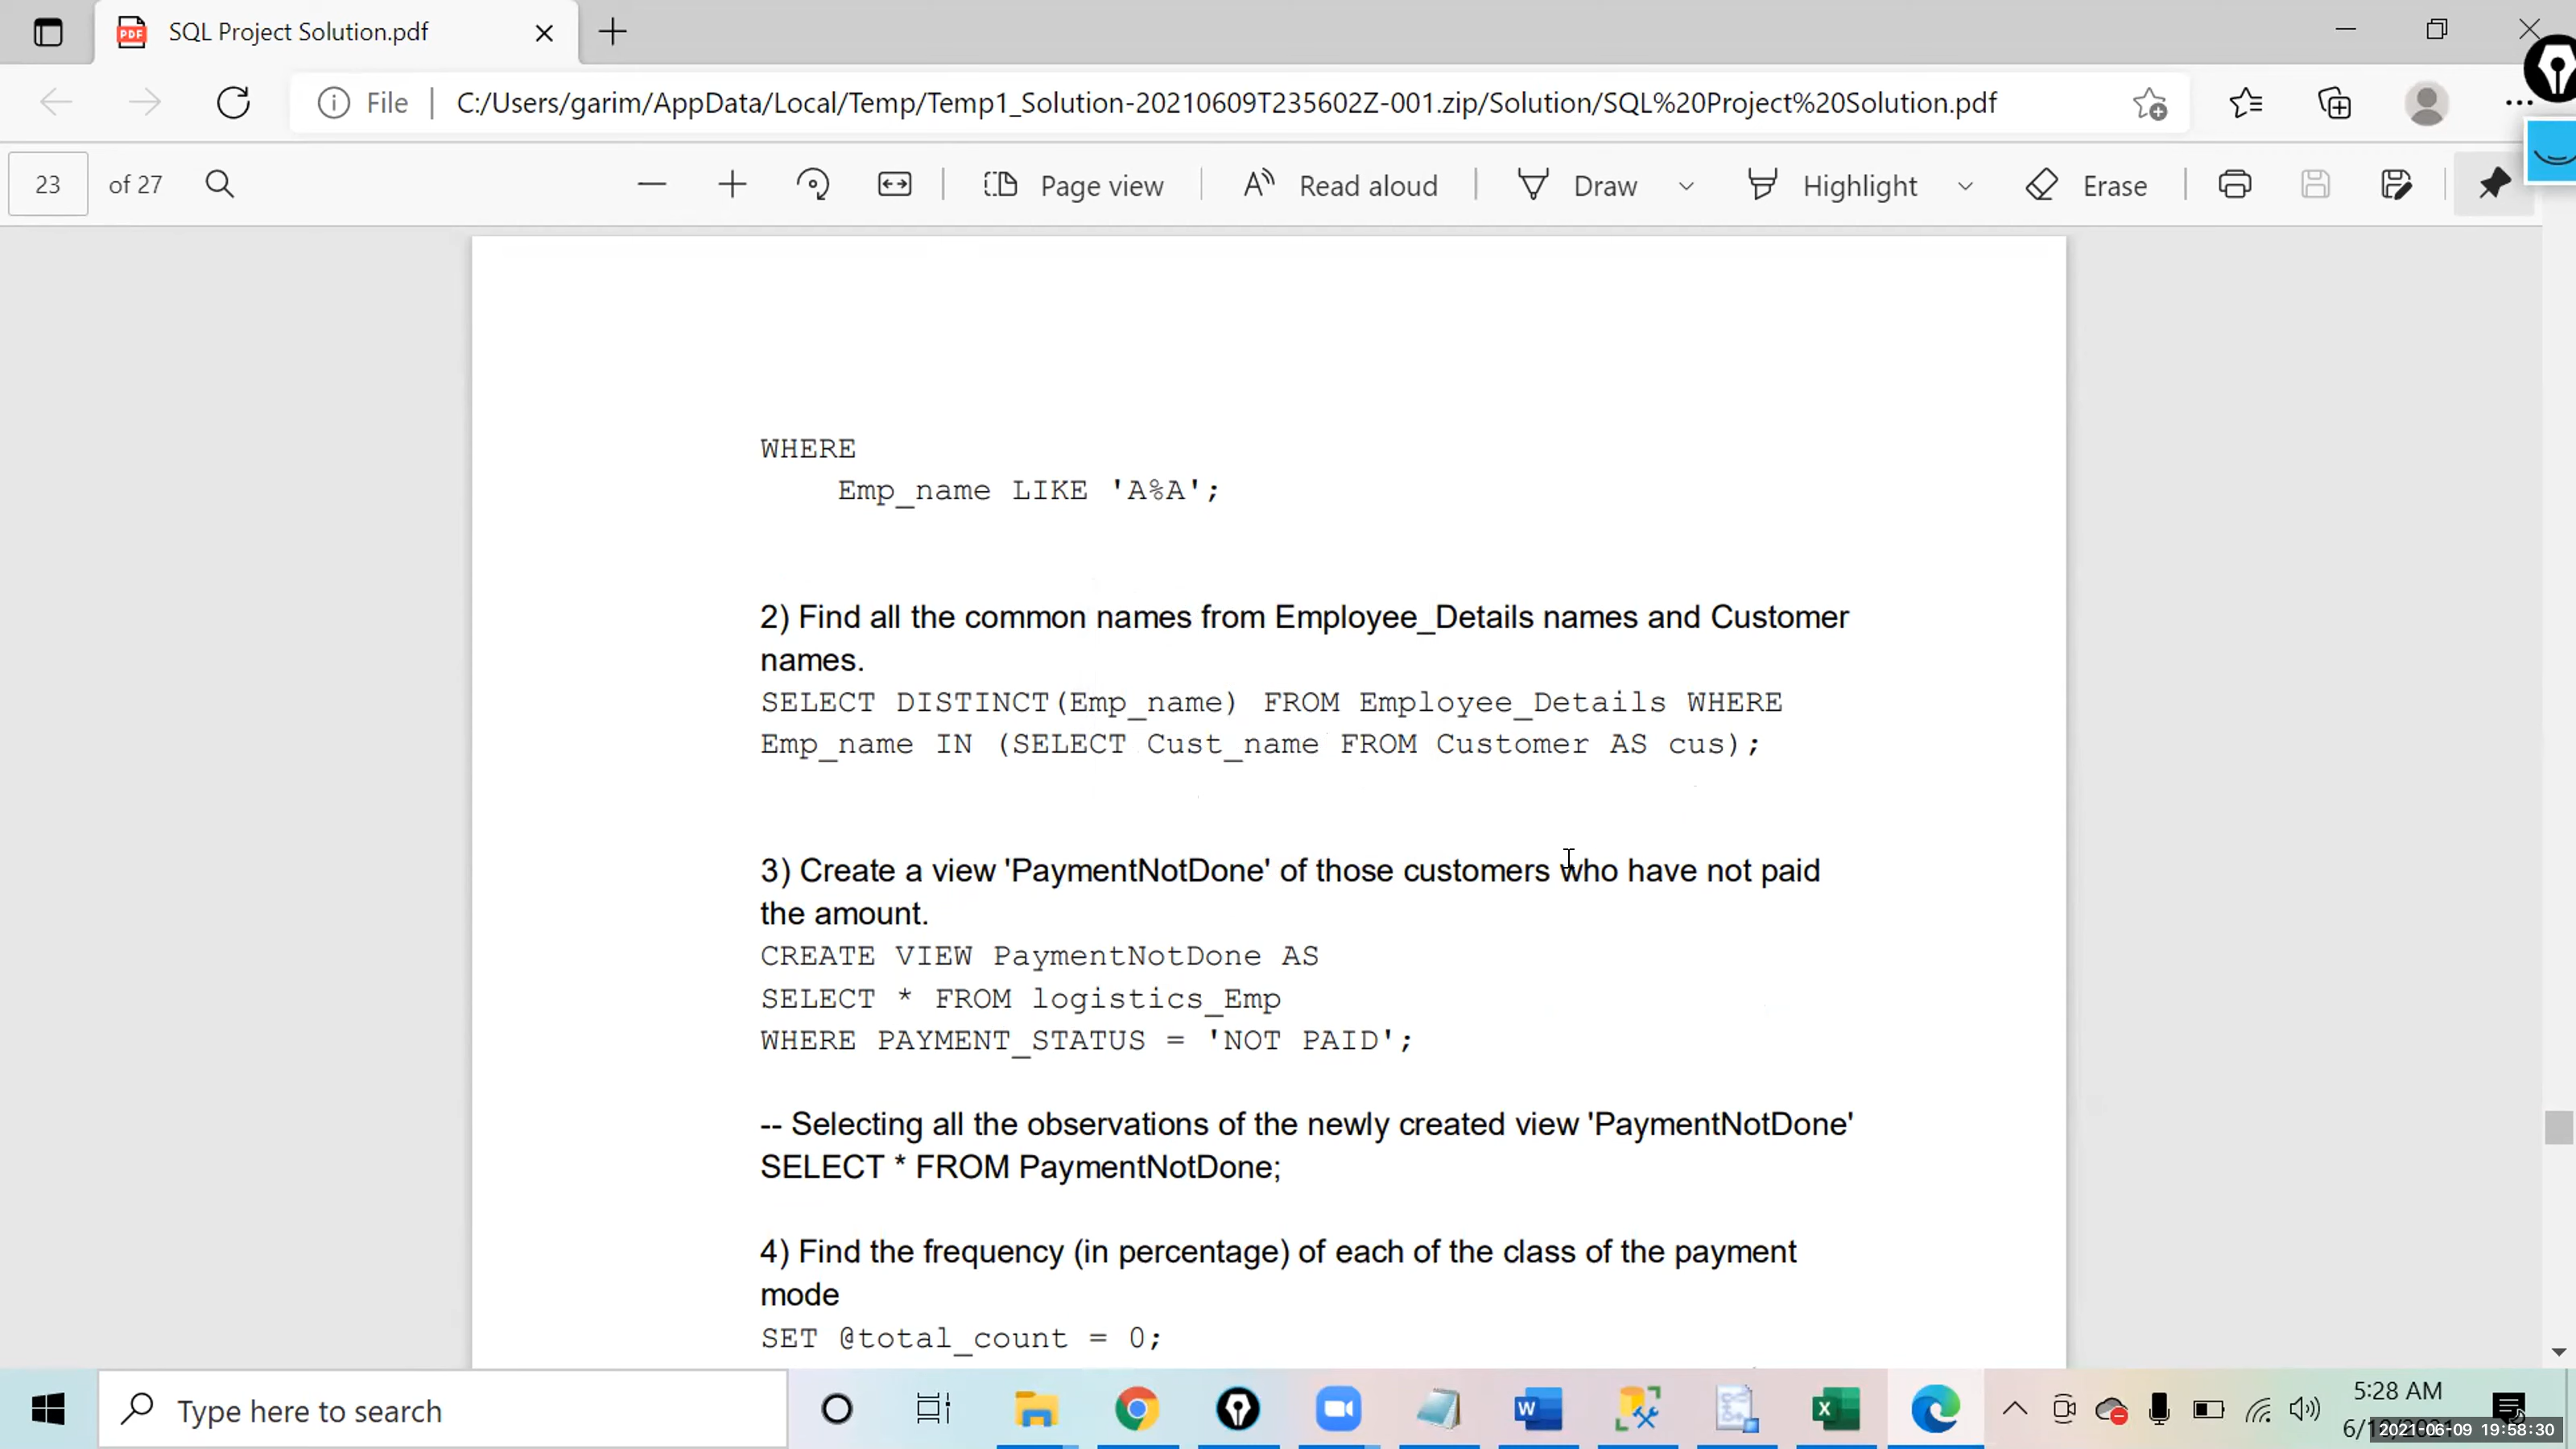 SQL Project Solution.pdf
File
C:/Users/garim/AppData/Local/Temp/Temp1_Solution-20210609T235602Z-001.zip/Solution/SQL%20Project%20Solution.pdf
23 of 27
Page view
Read aloud
Draw
Highlight
Erase
WHERE
Emp_name LIKE 'A%A';
2) Find all the common names from Employee_Details names and Customer
names.
SELECT DISTINCT(Emp_name) FROM Employee_Details WHERE
Emp_name IN (SELECT Cust_name FROM Customer AS cus);
3) Create a view 'PaymentNotDone' of those customers who have not paid
the amount.
CREATE VIEW PaymentNotDone AS
SELECT * FROM logistics_Emp
WHERE PAYMENT_STATUS = 'NOT PAID';
-- Selecting all the observations of the newly created view 'PaymentNotDone'
SELECT * FROM PaymentNotDone;
4) Find the frequency (in percentage) of each of the class of the payment
mode
SET @total_count = 0;
Type here to search
5:28 AM
2021-06-09 19:58:30